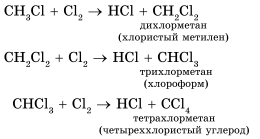 CH₃Cl + Cl₂ → HCl + CH₂Cl₂
дихлорметан
(хлористый метилен)
CH₂Cl₂ + Cl₂ → HCl + CHCl₃
трихлорметан
(хлороформ)
CHCl₃ + Cl₂ → HCl + CCl₄
тетрахлорметан
(четыреххлористый углерод)